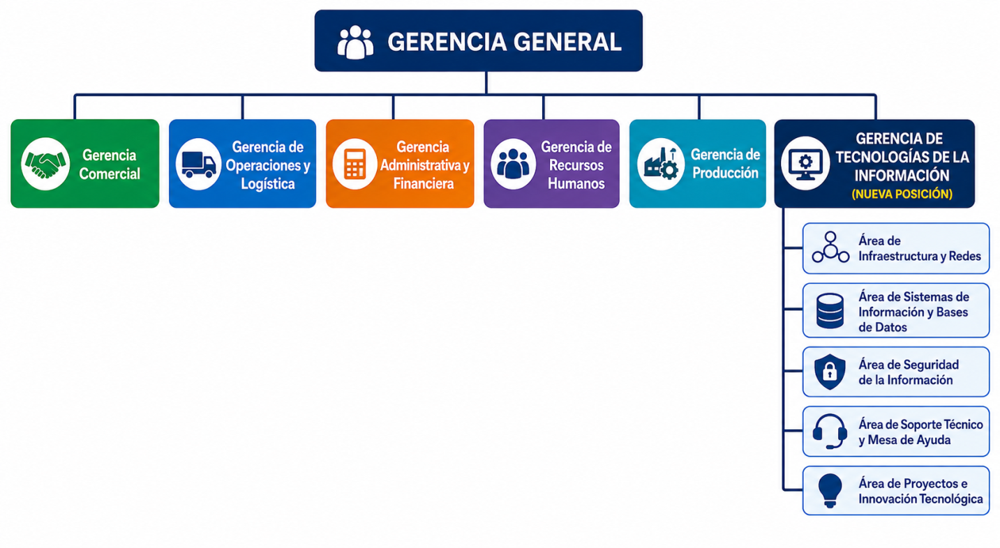 GERENCIA GENERAL
Gerencia
Comercial
Gerencia de
Operaciones y
Logística
Gerencia
Administrativa y
Financiera
Gerencia de
Recursos
Humanos
Gerencia de
Producción
GERENCIA DE
TECNOLOGÍAS DE LA
INFORMACIÓN
(NUEVA POSICIÓN)
Área de
Infraestructura y Redes
Área de Sistemas de
Información y Bases
de Datos
Área de Seguridad
de la Información
Área de Soporte Técnico
y Mesa de Ayuda
Área de Proyectos e
Innovación Tecnológica